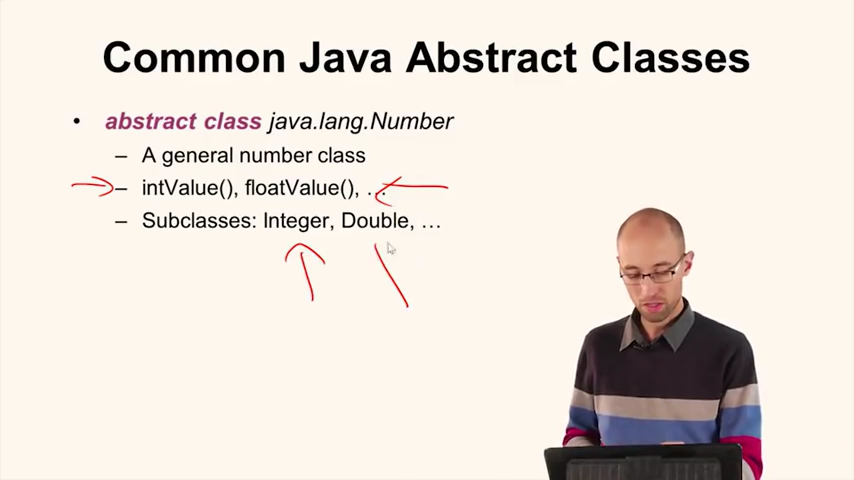 Common Java Abstract Classes
• abstract class java.lang.Number
– A general number class
– intValue(), floatValue(), …
– Subclasses: Integer, Double, …